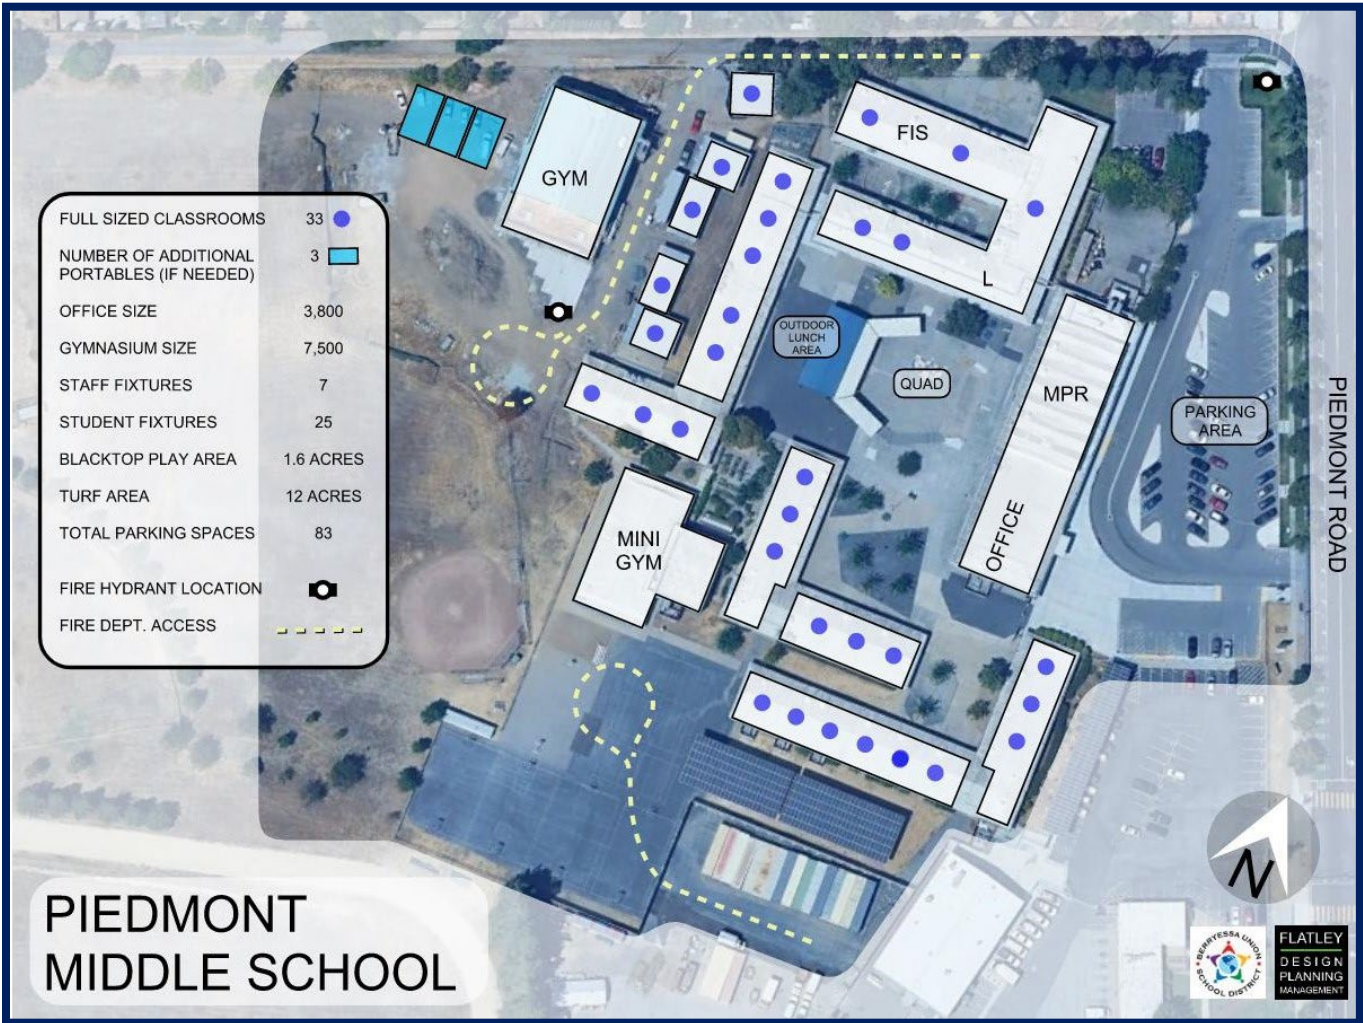 FULL SIZED CLASSROOMS 33
NUMBER OF ADDITIONAL
PORTABLES (IF NEEDED) 3
OFFICE SIZE 3,800
GYMNASIUM SIZE 7,500
STAFF FIXTURES 7
STUDENT FIXTURES 25
BLACKTOP PLAY AREA 1.6 ACRES
TURF AREA 12 ACRES
TOTAL PARKING SPACES 83
FIRE HYDRANT LOCATION
FIRE DEPT. ACCESS
GYM
FIS
L
OUTDOOR
LUNCH
AREA
QUAD
MPR
OFFICE
PARKING
AREA
PIEDMONT ROAD
MINI
GYM
PIEDMONT
MIDDLE SCHOOL
N
BERRYESSA UNION
SCHOOL DISTRICT
FLATLEY
DESIGN
PLANNING
MANAGEMENT